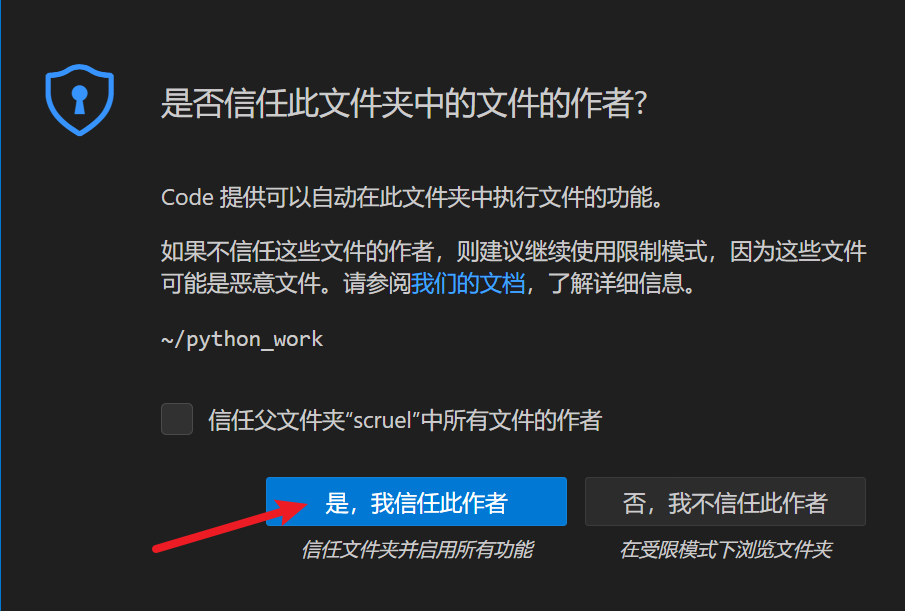 是否信任此文件夹中的文件的作者?
Code 提供可以自动在此文件夹中执行文件的功能。
如果不信任这些文件的作者，则建议继续使用限制模式，因为这些文件
可能是恶意文件。请参阅我们的文档，了解详细信息。
~/python_work
信任父文件夹“scruel”中所有文件的作者
是，我信任此作者
否，我不信任此作者
信任文件夹并启用所有功能
在受限模式下浏览文件夹